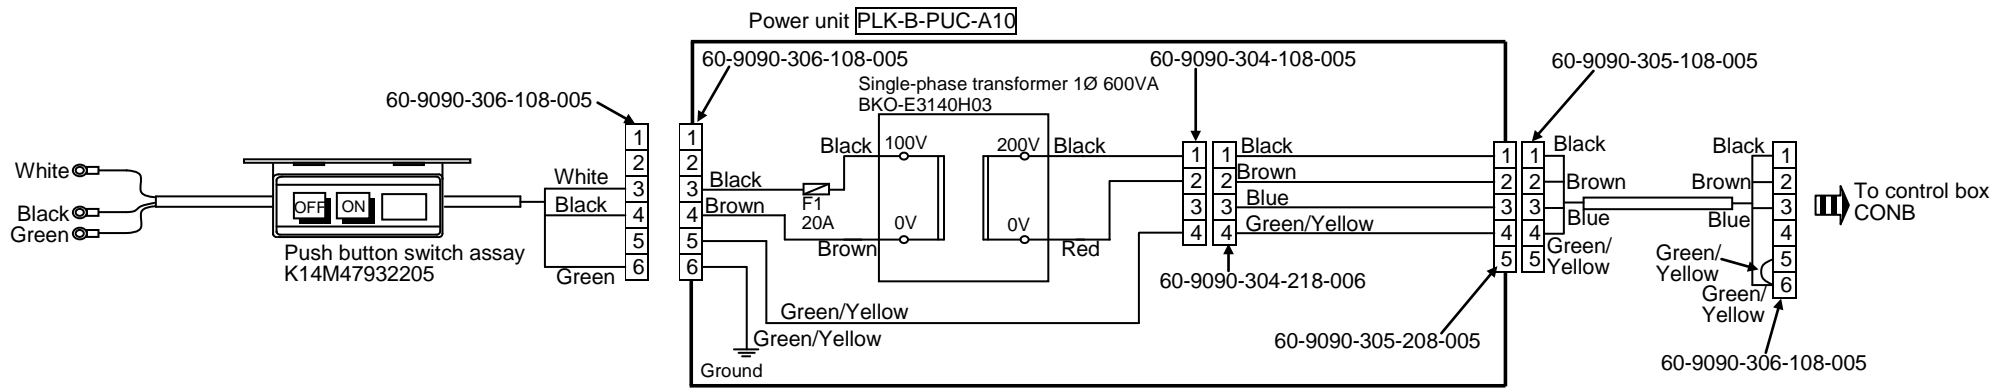 Power unit PLK-B-PUC-A10
60-9090-306-108-005
60-9090-306-108-005
60-9090-304-108-005
60-9090-305-108-005
Single-phase transformer 1Ø 600VA
BKO-E3140H03
White
Black
Green
OFF
ON
Push button switch assay
K14M47932205
White
Black
Green
1
2
3
4
5
6
1
2
3
4
5
6
Black
Brown
F1
20A
Black
Brown
100V
0V
200V
0V
Black
Red
Green/Yellow
Green/Yellow
Ground
1
2
3
4
1
2
3
4
60-9090-304-218-006
Black
Brown
Blue
Green/Yellow
1
2
3
4
5
1
2
3
4
5
60-9090-305-208-005
Black
Brown
Blue
Green/
Yellow
Black
Brown
Blue
Green/
Yellow
Green/
Yellow
1
2
3
4
5
6
60-9090-306-108-005
To control box
CONB